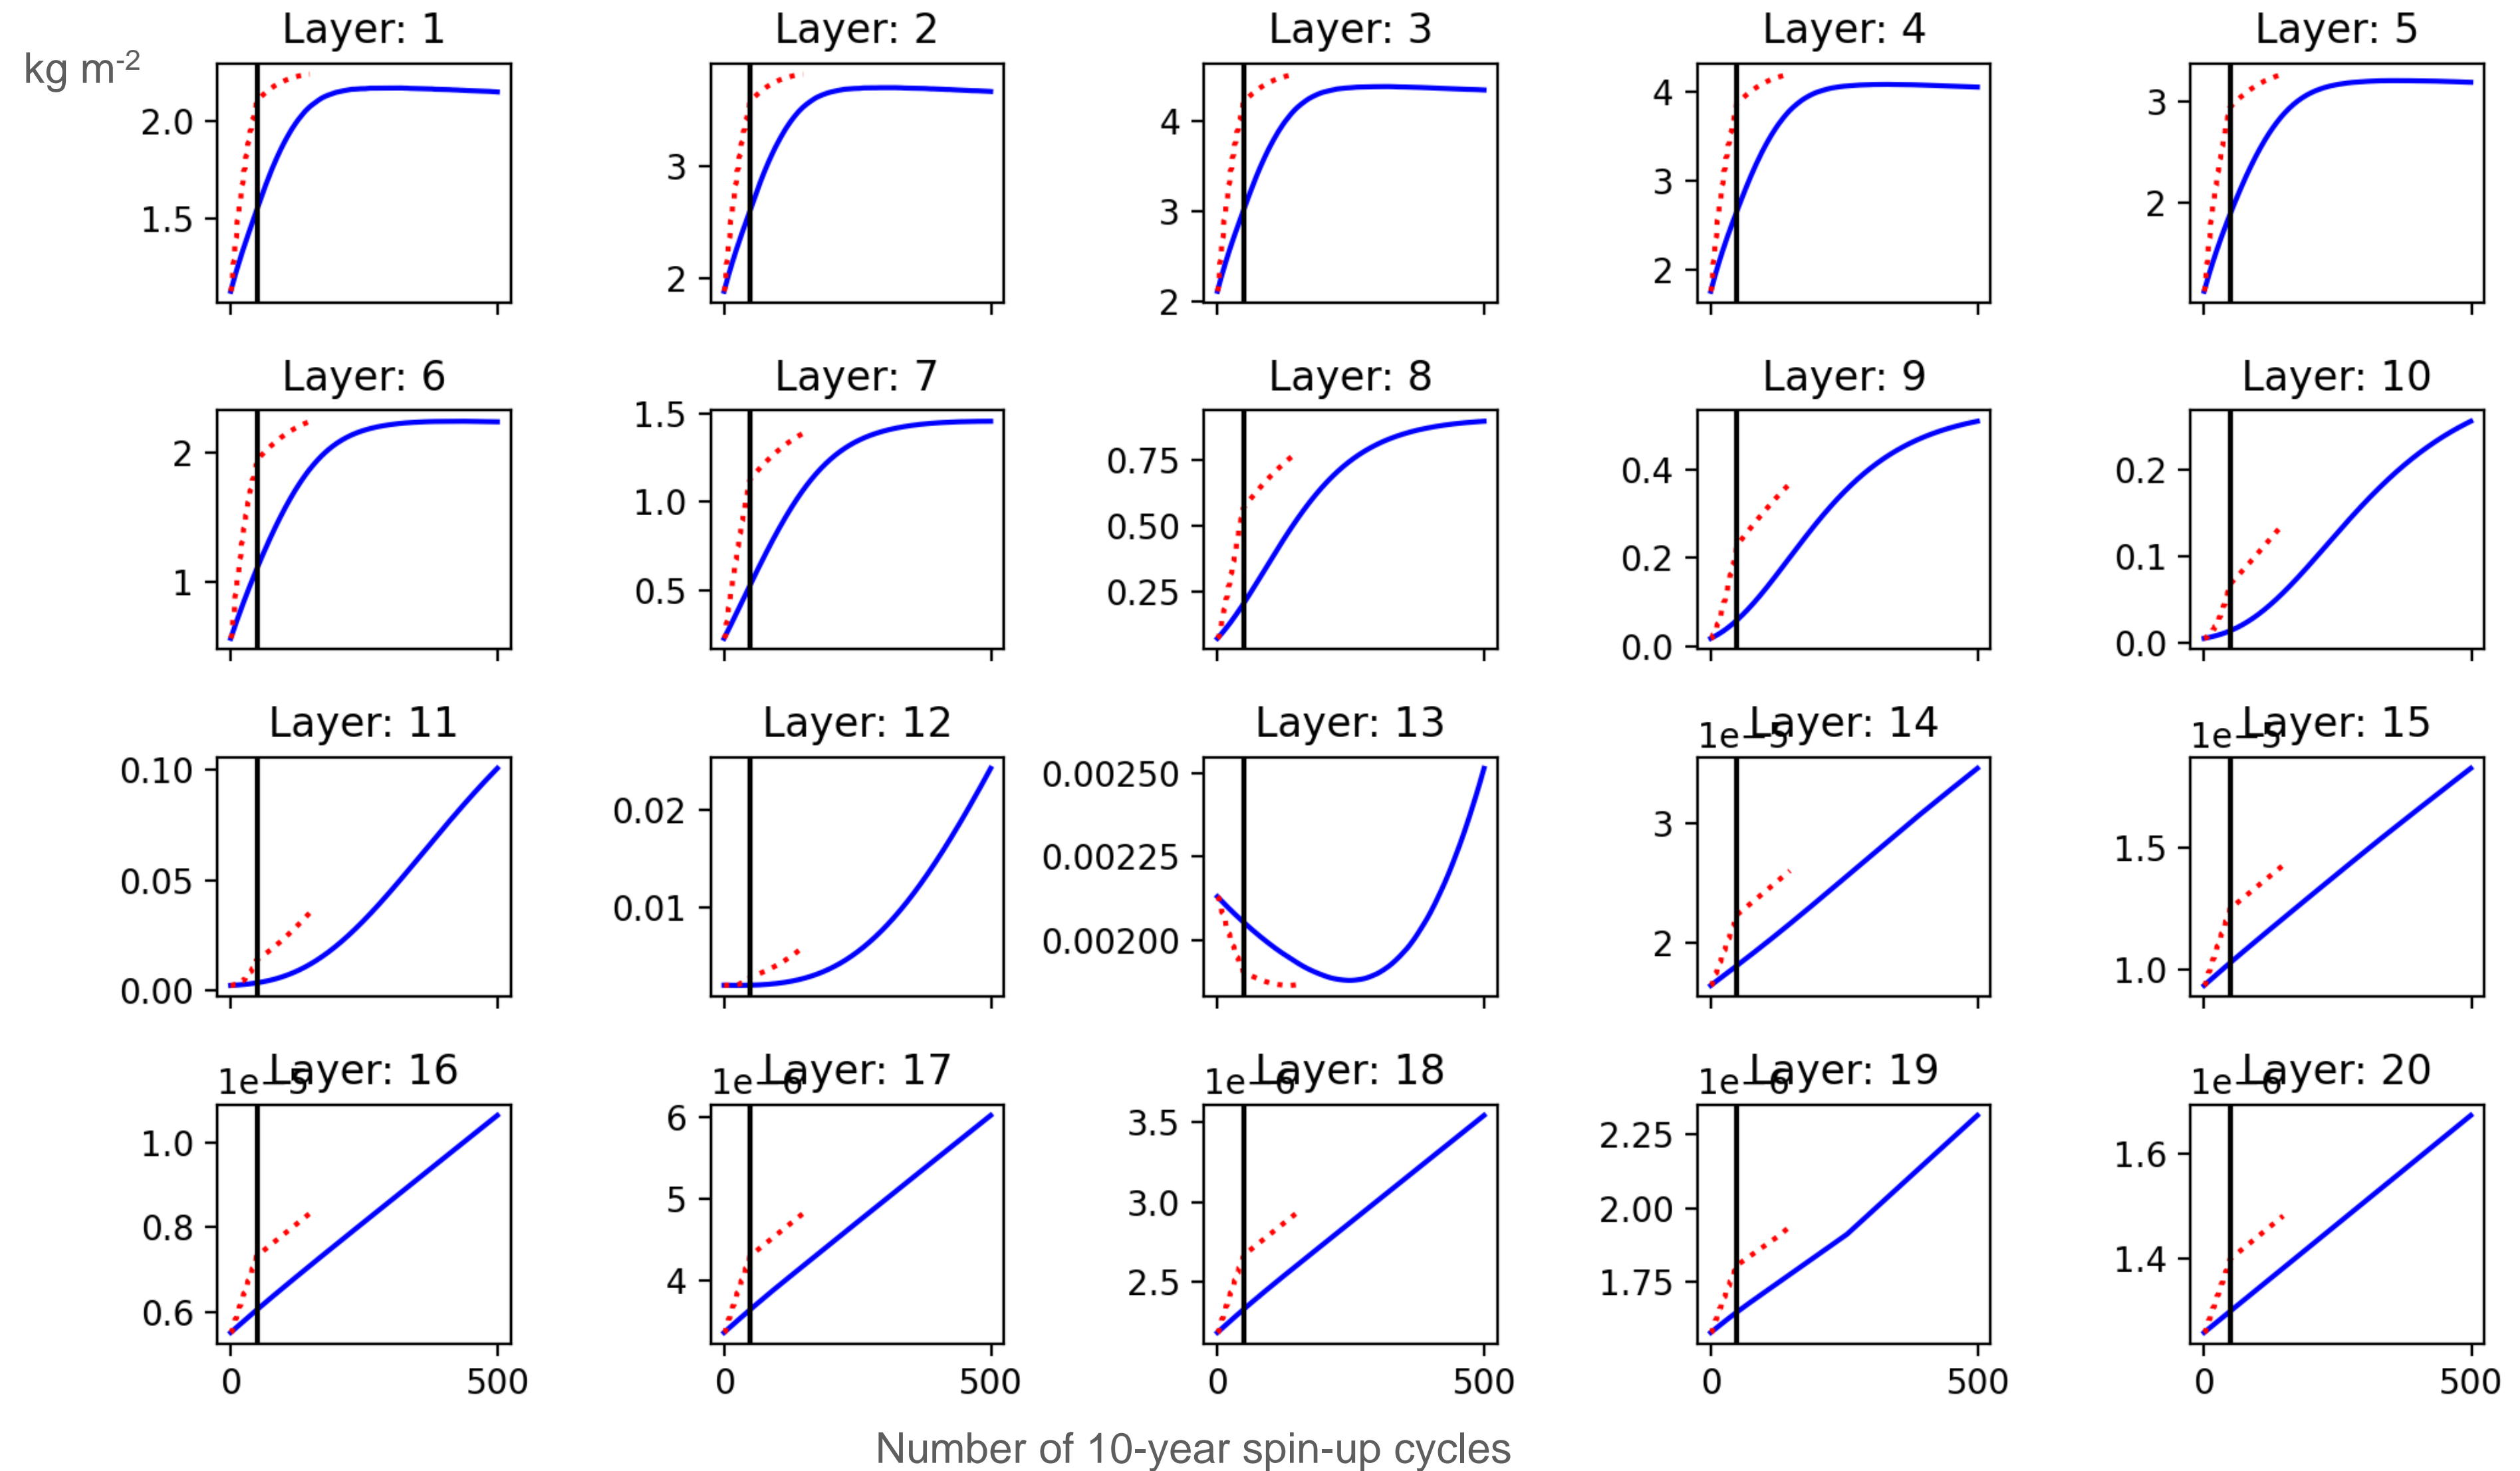 kg m-2
Layer: 1
2.0
1.5
Layer: 2
3
2
Layer: 3
4
3
2
Layer: 4
4
3
2
Layer: 5
3
2
Layer: 6
2
1
Layer: 7
1.5
1.0
0.5
Layer: 8
0.75
0.50
0.25
Layer: 9
0.4
0.2
0.0
Layer: 10
0.2
0.1
0.0
Layer: 11
0.10
0.05
0.00
Layer: 12
0.02
0.01
Layer: 13
0.00250
0.00225
0.00200
Layer: 14
1e−5
3
2
Layer: 15
1e−5
1.5
1.0
Layer: 16
1e−5
1.0
0.8
0.6
0 500
Layer: 17
1e−6
6
5
4
0 500
Layer: 18
1e−6
3.5
3.0
2.5
0 500
Layer: 19
1e−6
2.25
2.00
1.75
0 500
Layer: 20
1e−6
1.6
1.4
0 500
Number of 10-year spin-up cycles